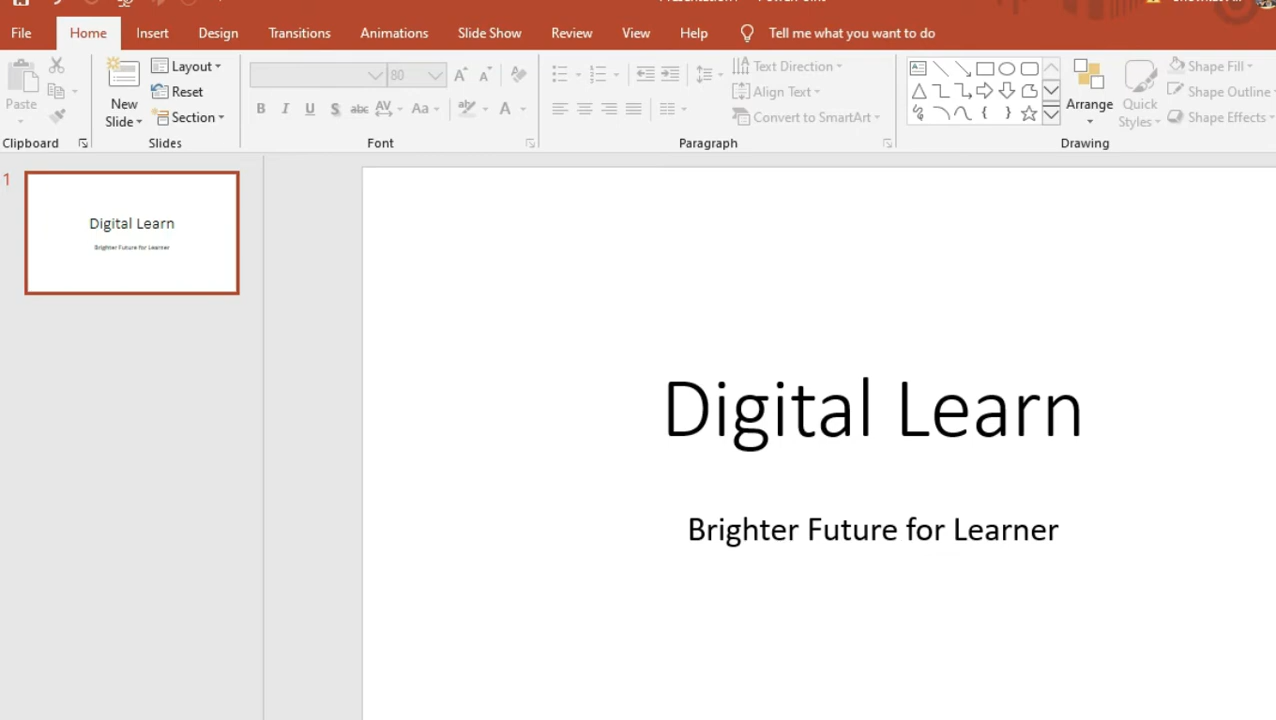 File Home Insert Design Transitions Animations Slide Show Review View Help Tell me what you want to do
Paste
Clipboard
New Slide
Layout
Reset
Section
Slides
80
B I U S abc AV Aa A
Font
Text Direction
Align Text
Convert to SmartArt
Paragraph
Arrange
Quick Styles
Shape Fill
Shape Outline
Shape Effects
Drawing
1
Digital Learn
Brighter Future for Learner
Digital Learn
Brighter Future for Learner